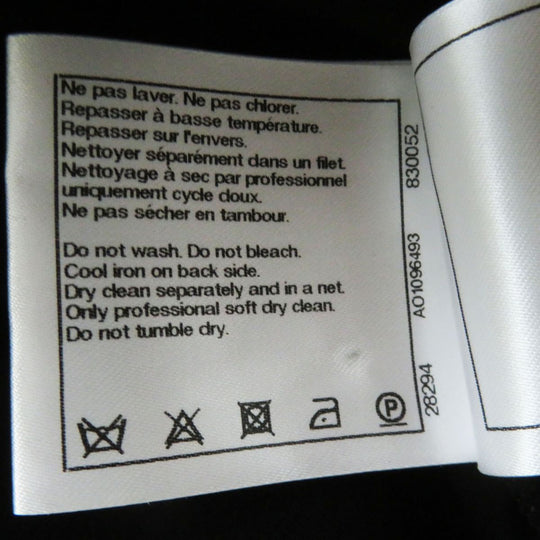 Ne pas laver. Ne pas chlorer.
Repasser à basse température.
Repasser sur l'envers.
Nettoyer séparément dans un filet.
Nettoyage à sec par professionnel
uniquement cycle doux.
Ne pas sécher en tambour.
Do not wash. Do not bleach.
Cool iron on back side.
Dry clean separately and in a net.
Only professional soft dry clean.
Do not tumble dry.
P
28294
AO1096493
830052